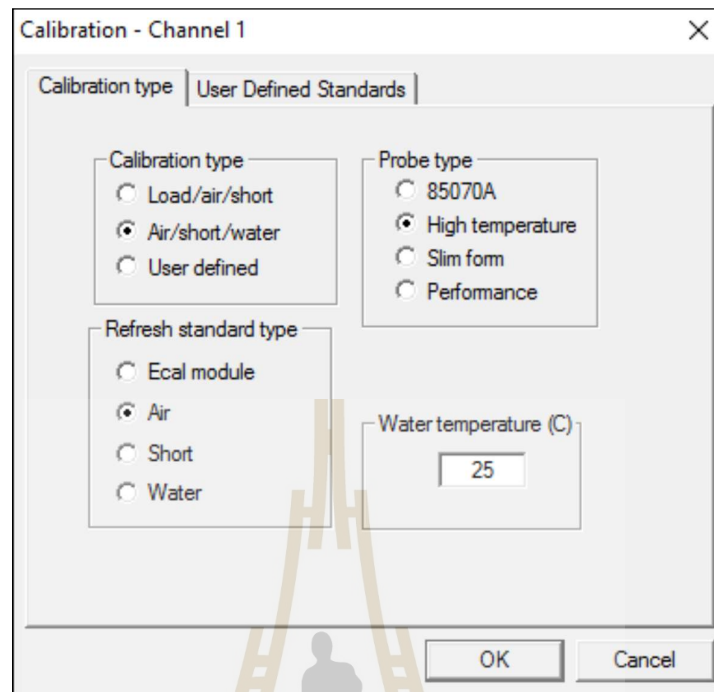 Calibration - Channel 1
Calibration type
User Defined Standards
Calibration type
Load/air/short
Air/short/water
User defined
Probe type
85070A
High temperature
Slim form
Performance
Refresh standard type
Ecal module
Air
Short
Water
Water temperature (C)
25
OK
Cancel